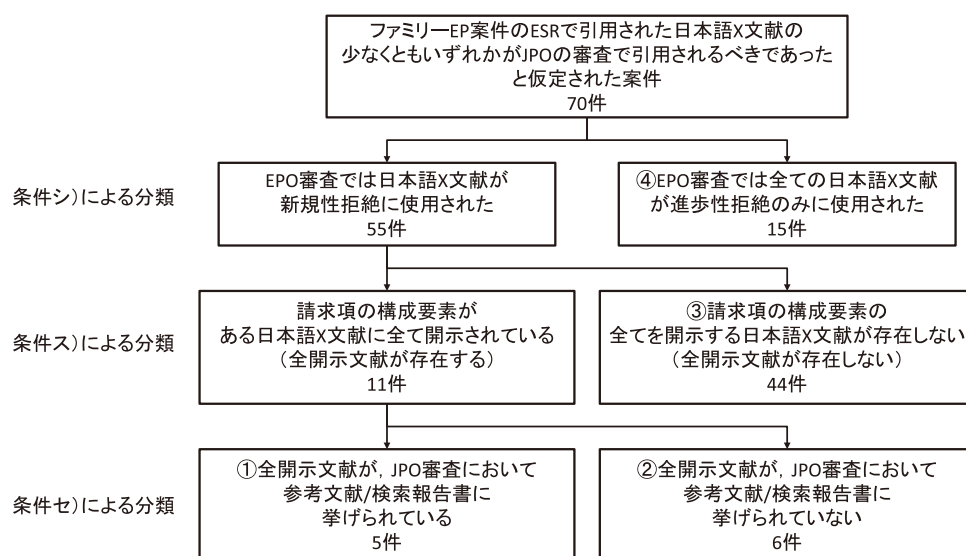 ファミリーEP案件のESRで引用された日本語X文献の
少なくともいずれかがJPOの審査で引用されるべきであった
と仮定された案件
70件
条件シ)による分類
EPO審査では日本語X文献が
新規性拒絶に使用された
55件
④EPO審査では全ての日本語X文献
が進歩性拒絶のみに使用された
15件
条件ス)による分類
請求項の構成要素が
ある日本語X文献に全て開示されている
(全開示文献が存在する)
11件
③請求項の構成要素の
全てを開示する日本語X文献が存在しない
(全開示文献が存在しない)
44件
条件セ)による分類
①全開示文献が, JPO審査において
参考文献/検索報告書に
挙げられている
5件
②全開示文献が, JPO審査において
参考文献/検索報告書に
挙げられていない
6件